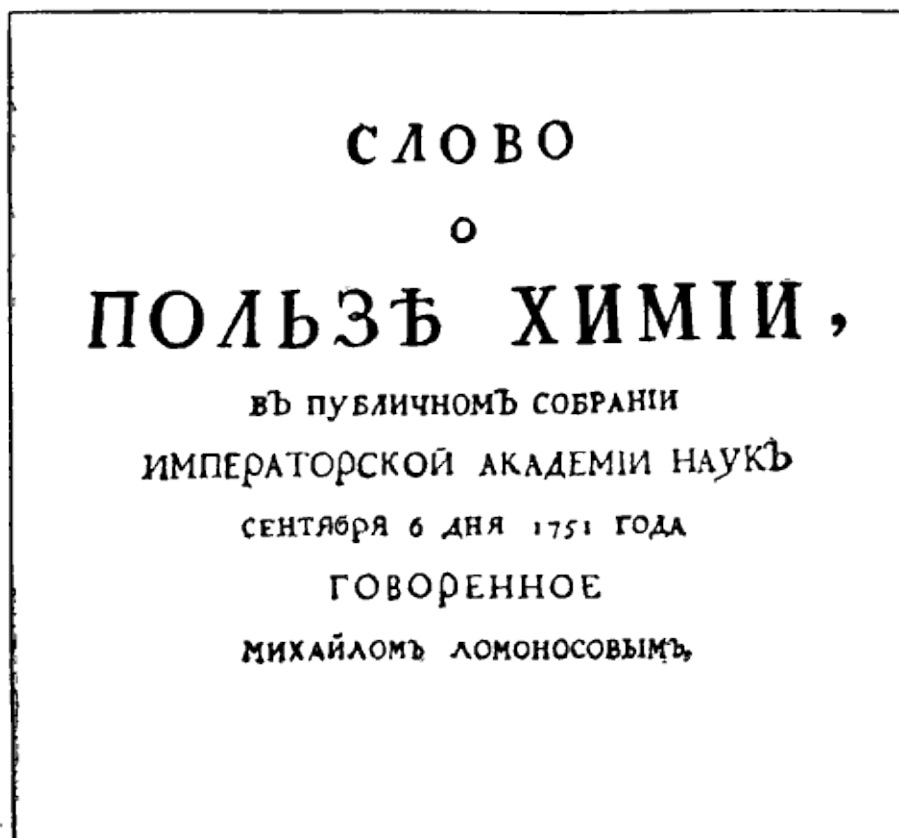 СЛОВО
О
ПОЛЬЗѢ ХИМІИ,
ВЪ ПУБЛИЧНОМЪ СОБРАНІИ
ИМПЕРАТОРСКОЙ АКАДЕМІИ НАУКЪ
СЕНТЯБРЯ 6 ДНЯ 1751 ГОДА
ГОВОРЕННОЕ
МИХАЙЛОМЪ ЛОМОНОСОВЫМЪ,